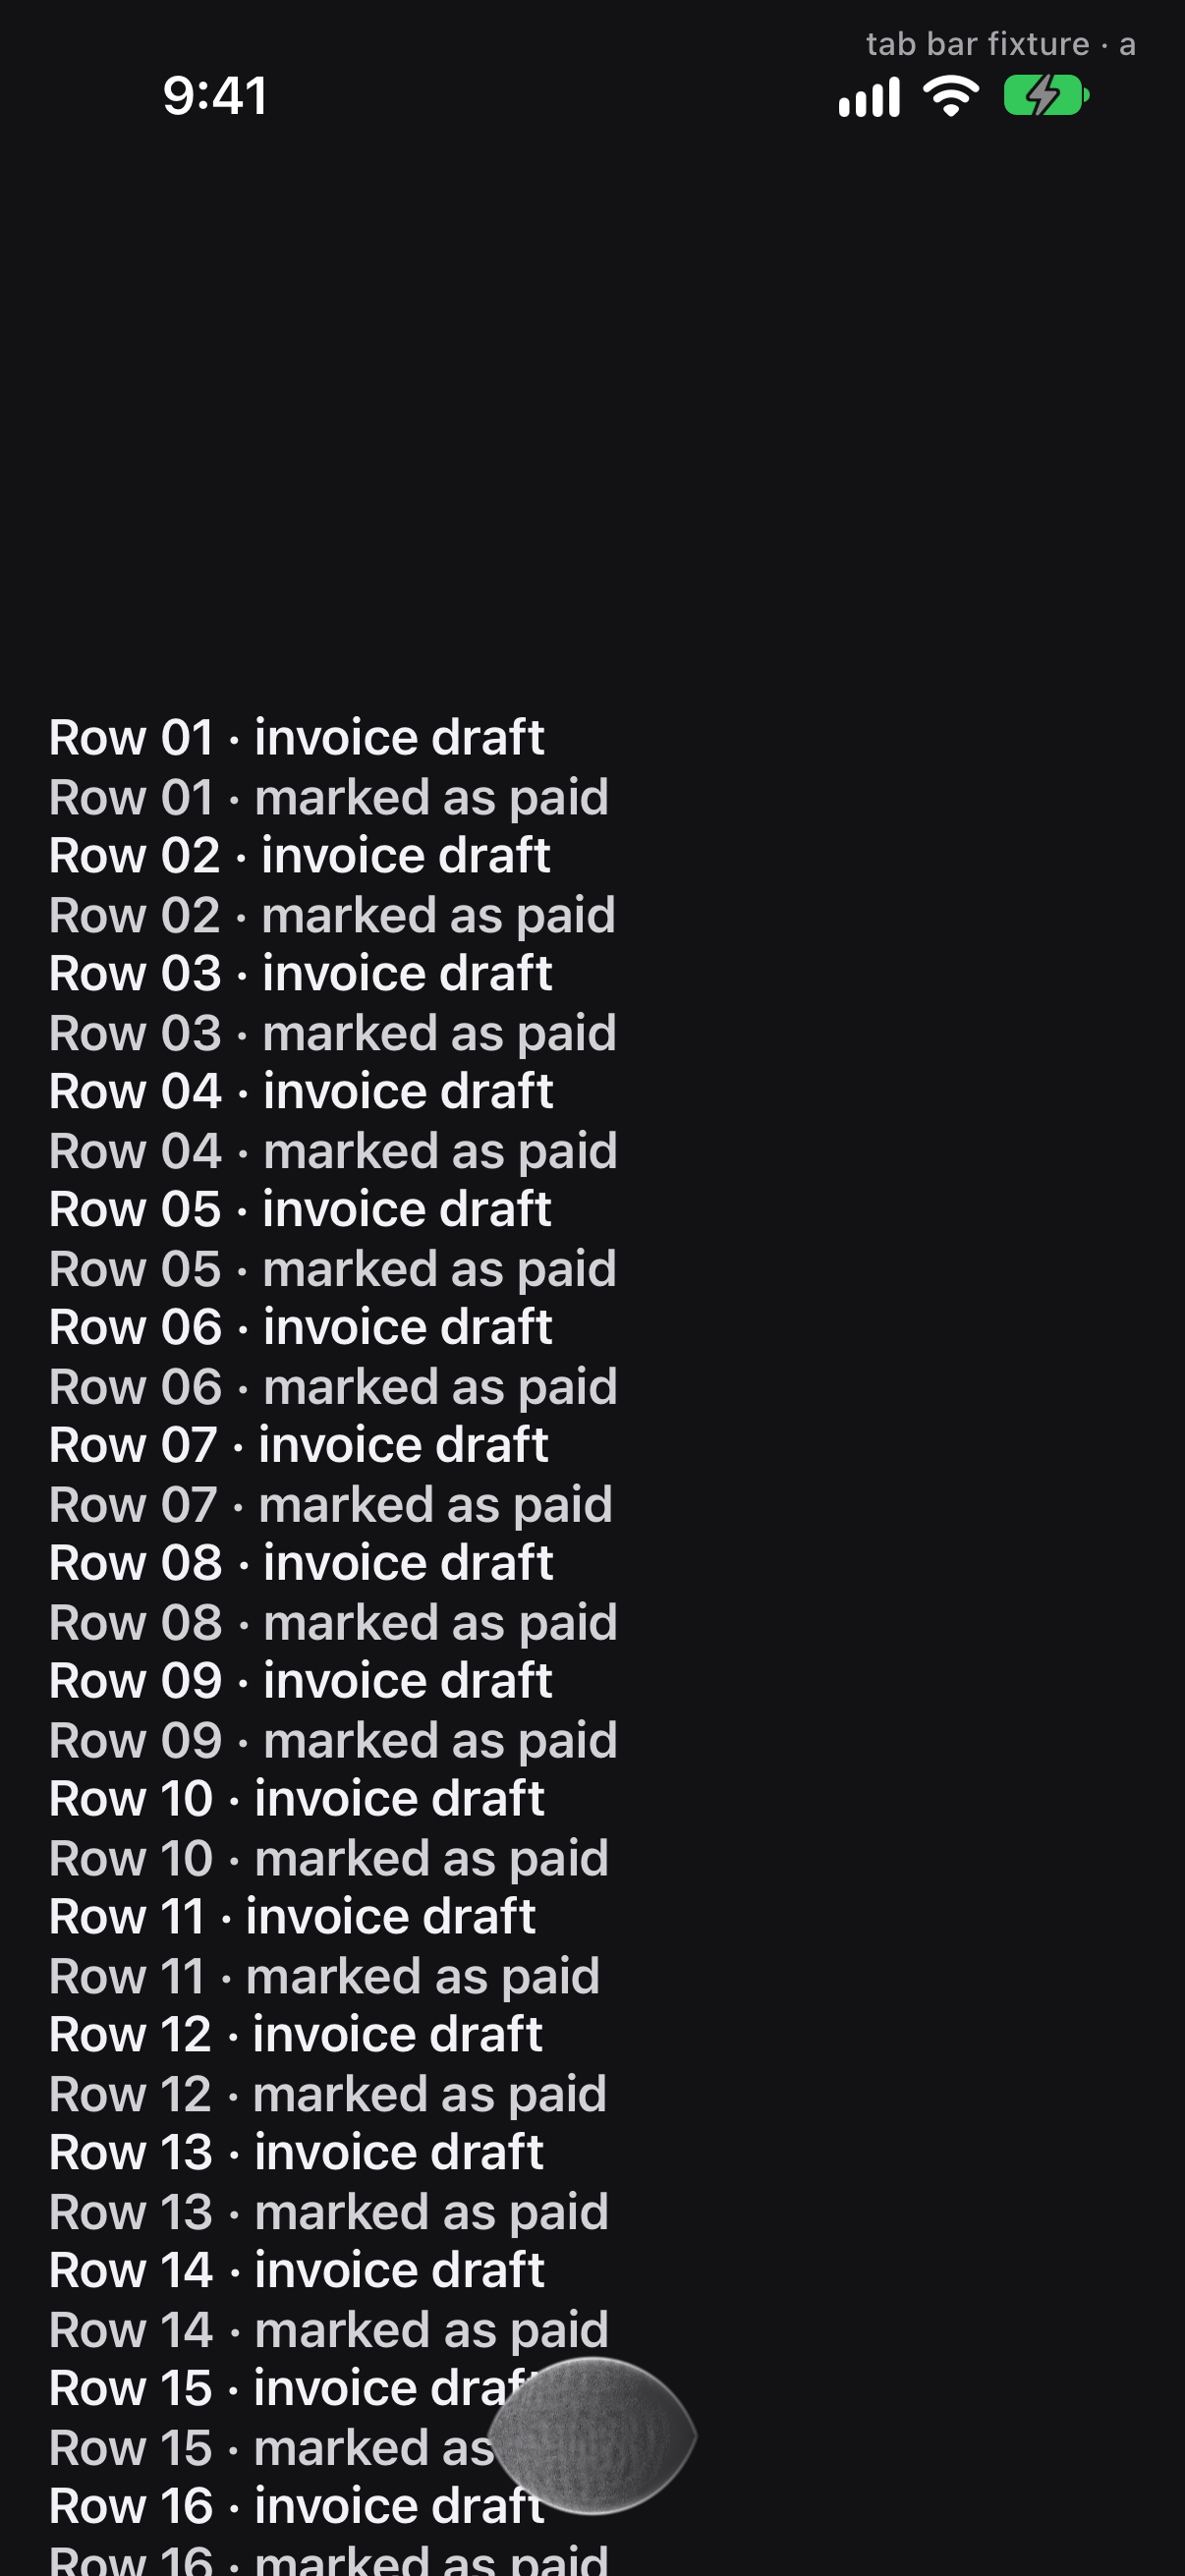 tab bar fixture · a
9:41
Row 01 · invoice draft
Row 01 · marked as paid
Row 02 · invoice draft
Row 02 · marked as paid
Row 03 · invoice draft
Row 03 · marked as paid
Row 04 · invoice draft
Row 04 · marked as paid
Row 05 · invoice draft
Row 05 · marked as paid
Row 06 · invoice draft
Row 06 · marked as paid
Row 07 · invoice draft
Row 07 · marked as paid
Row 08 · invoice draft
Row 08 · marked as paid
Row 09 · invoice draft
Row 09 · marked as paid
Row 10 · invoice draft
Row 10 · marked as paid
Row 11 · invoice draft
Row 11 · marked as paid
Row 12 · invoice draft
Row 12 · marked as paid
Row 13 · invoice draft
Row 13 · marked as paid
Row 14 · invoice draft
Row 14 · marked as paid
Row 15 · invoice draft
Row 15 · marked as
Row 16 · invoice draft
Row 16 · marked as paid